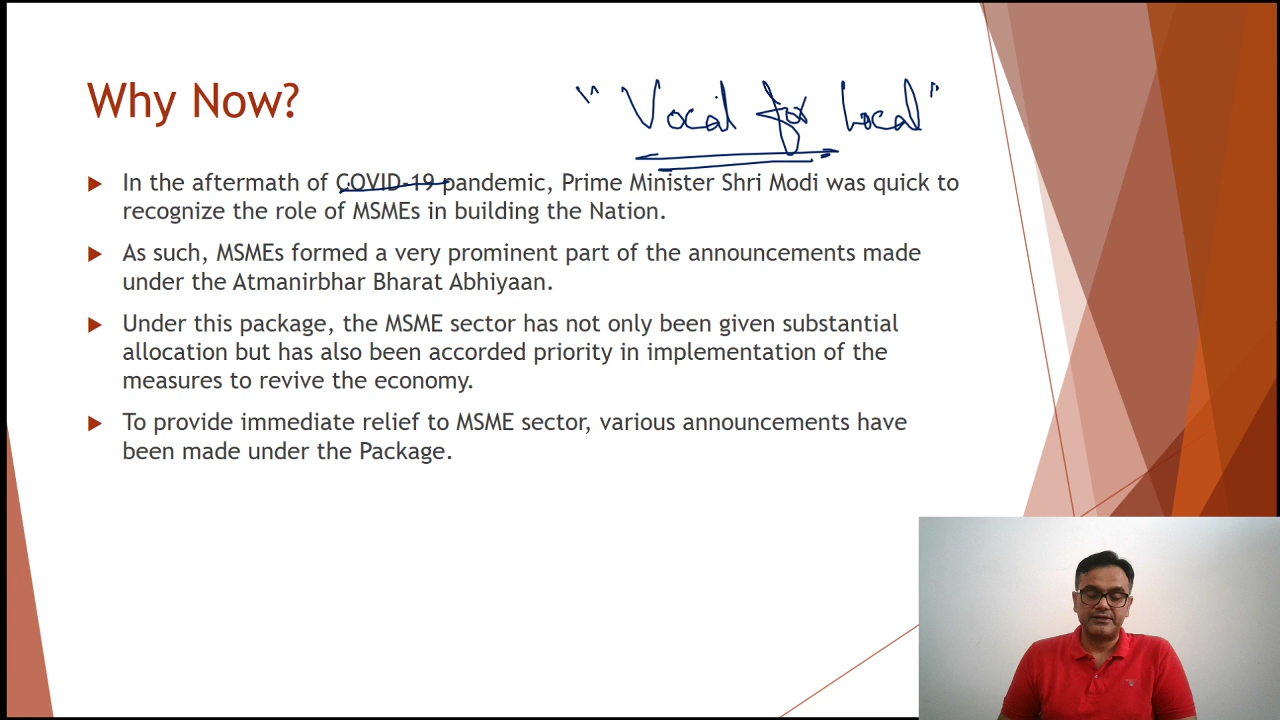 Why Now?
"Vocal for Local"
In the aftermath of COVID-19 pandemic, Prime Minister Shri Modi was quick to
recognize the role of MSMEs in building the Nation.
As such, MSMEs formed a very prominent part of the announcements made
under the Atmanirbhar Bharat Abhiyaan.
Under this package, the MSME sector has not only been given substantial
allocation but has also been accorded priority in implementation of the
measures to revive the economy.
To provide immediate relief to MSME sector, various announcements have
been made under the Package.